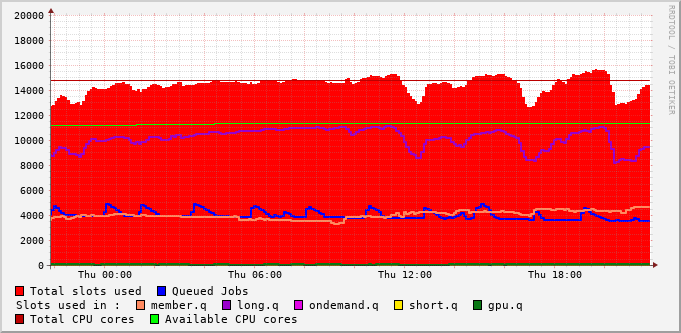 20000
18000
16000
14000
12000
10000
8000
6000
4000
2000
0
Thu 00:00 Thu 06:00 Thu 12:00 Thu 18:00
RRDTOOL / TOBI OETIKER
Total slots used Queued Jobs
Slots used in : member.q long.q ondemand.q short.q gpu.q
Total CPU cores Available CPU cores